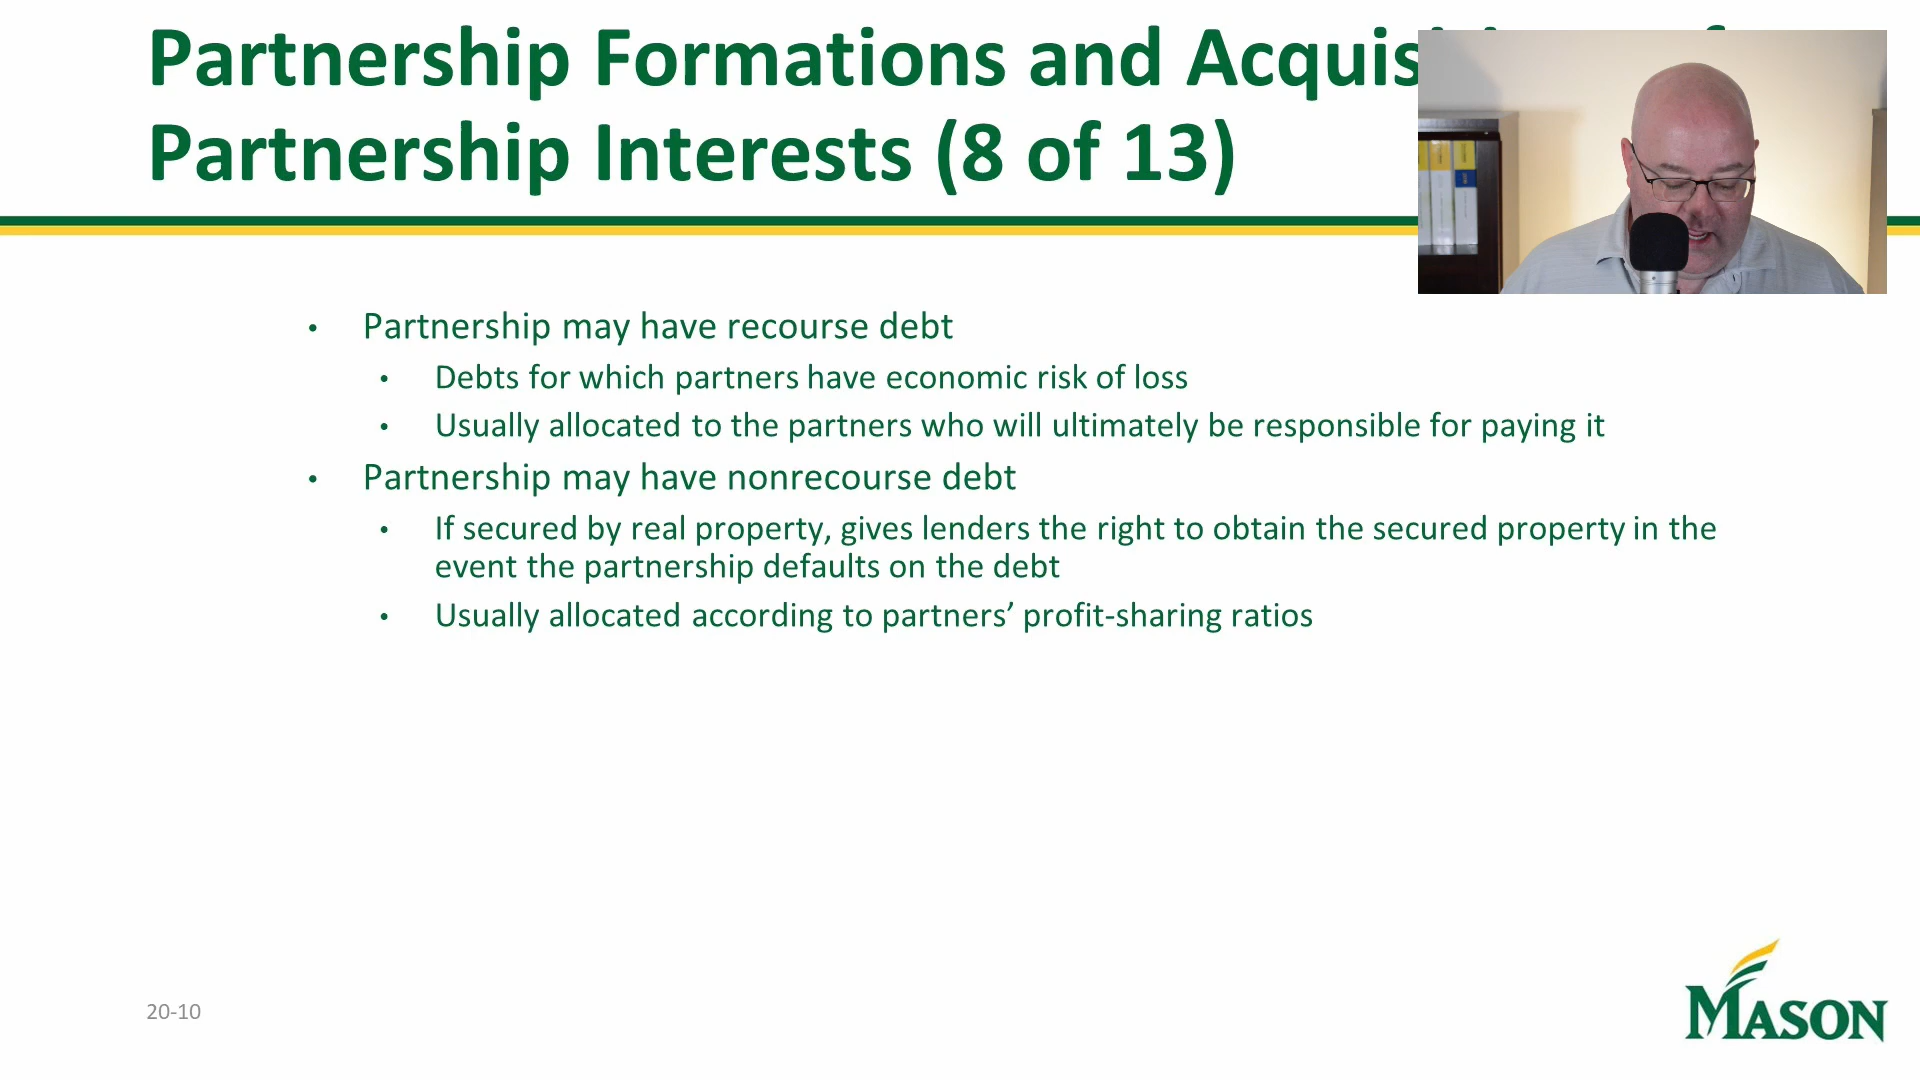 Partnership Formations and
Partnership Interests (8 of 13)
• Partnership may have recourse debt
• Debts for which partners have economic risk of loss
• Usually allocated to the partners who will ultimately be responsible for paying it
• Partnership may have nonrecourse debt
• If secured by real property, gives lenders the right to obtain the secured property in the
event the partnership defaults on the debt
• Usually allocated according to partners’ profit-sharing ratios
20-10
MASON